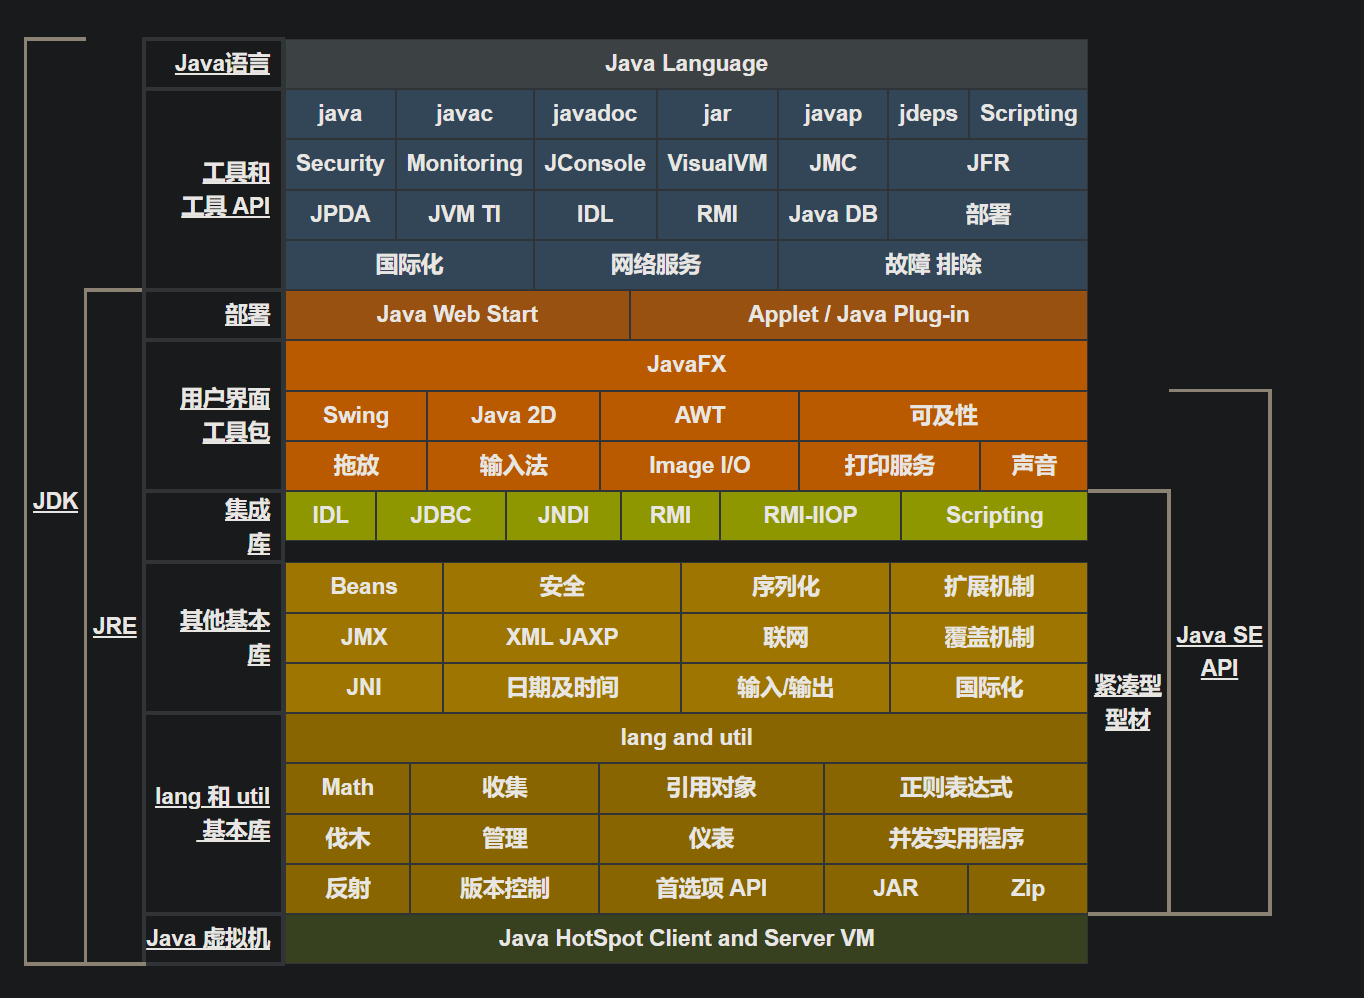 Java语言
Java Language
工具和
工具 API
java javac javadoc jar javap jdeps Scripting
Security Monitoring JConsole VisualVM JMC JFR
JPDA JVM TI IDL RMI Java DB 部署
国际化 网络服务 故障 排除
部署
Java Web Start Applet / Java Plug-in
用户界面
工具包
JavaFX
Swing Java 2D AWT 可及性
拖放 输入法 Image I/O 打印服务 声音
JDK
集成
库
IDL JDBC JNDI RMI RMI-IIOP Scripting
JRE
其他基本
库
Beans 安全 序列化 扩展机制
JMX XML JAXP 联网 覆盖机制
JNI 日期及时间 输入/输出 国际化
Java SE
API
紧凑型
型材
lang 和 util
基本库
lang and util
Math 收集 引用对象 正则表达式
伐木 管理 仪表 并发实用程序
反射 版本控制 首选项 API JAR Zip
Java 虚拟机
Java HotSpot Client and Server VM